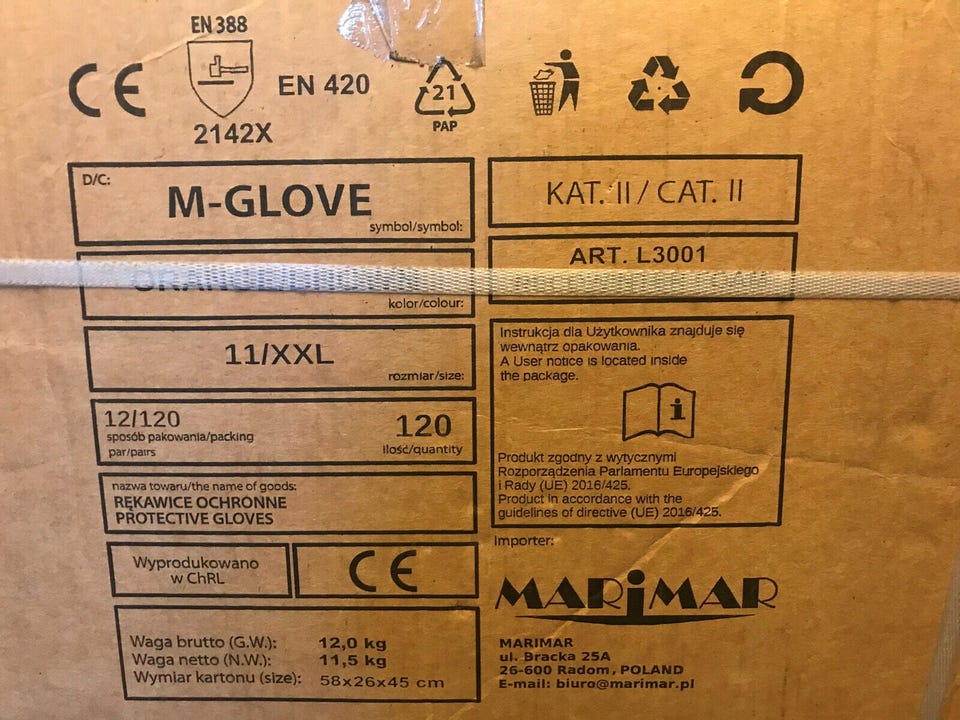 EN 388
CE
EN 420
2142X
21
PAP
D/C:
M-GLOVE
symbol/symbol:
KAT. II / CAT. II
ART. L3001
kolor/colour:
11/XXL
rozmiar/size:
12/120
sposób pakowania/packing
par/pairs
120
ilość/quantity
nazwa towaru/the name of goods:
RĘKAWICE OCHRONNE
PROTECTIVE GLOVES
Wyprodukowano
w ChRL
CE
Waga brutto (G.W.): 12,0 kg
Waga netto (N.W.): 11,5 kg
Wymiar kartonu (size): 58x26x45 cm
Instrukcja dla Użytkownika znajduje się
wewnątrz opakowania.
A User notice is located inside
the package.
i
Produkt zgodny z wytycznymi
Rozporządzenia Parlamentu Europejskiego
i Rady (UE) 2016/425.
Product in accordance with the
guidelines of directive (UE) 2016/425.
Importer:
MARiMAR
MARIMAR
ul. Bracka 25A
26-600 Radom, POLAND
E-mail: biuro@marimar.pl